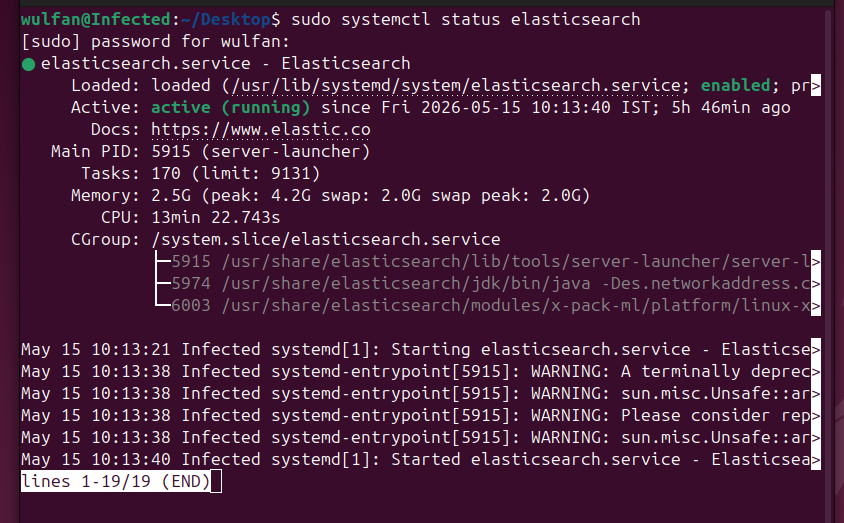 wulfan@Infected:~/Desktop$ sudo systemctl status elasticsearch
[sudo] password for wulfan:
● elasticsearch.service - Elasticsearch
     Loaded: loaded (/usr/lib/systemd/system/elasticsearch.service; enabled; pr>
     Active: active (running) since Fri 2026-05-15 10:13:40 IST; 5h 46min ago
       Docs: https://www.elastic.co
   Main PID: 5915 (server-launcher)
      Tasks: 170 (limit: 9131)
     Memory: 2.5G (peak: 4.2G swap: 2.0G swap peak: 2.0G)
        CPU: 13min 22.743s
     CGroup: /system.slice/elasticsearch.service
             ├─5915 /usr/share/elasticsearch/lib/tools/server-launcher/server-l>
             ├─5974 /usr/share/elasticsearch/jdk/bin/java -Des.networkaddress.c>
             └─6003 /usr/share/elasticsearch/modules/x-pack-ml/platform/linux-x>

May 15 10:13:21 Infected systemd[1]: Starting elasticsearch.service - Elasticse>
May 15 10:13:38 Infected systemd-entrypoint[5915]: WARNING: A terminally deprec>
May 15 10:13:38 Infected systemd-entrypoint[5915]: WARNING: sun.misc.Unsafe::ar>
May 15 10:13:38 Infected systemd-entrypoint[5915]: WARNING: Please consider rep>
May 15 10:13:38 Infected systemd-entrypoint[5915]: WARNING: sun.misc.Unsafe::ar>
May 15 10:13:40 Infected systemd[1]: Started elasticsearch.service - Elasticsea>
lines 1-19/19 (END)